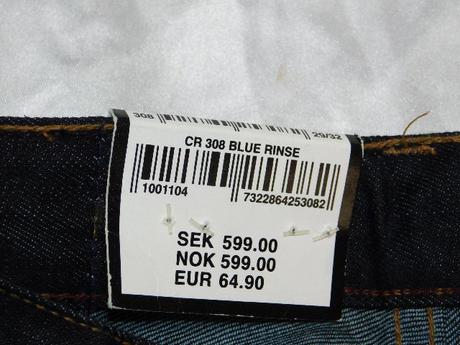 308 29/32
CR 308 BLUE RINSE
1001104 7322864253082
SEK 599.00
NOK 599.00
EUR 64.90